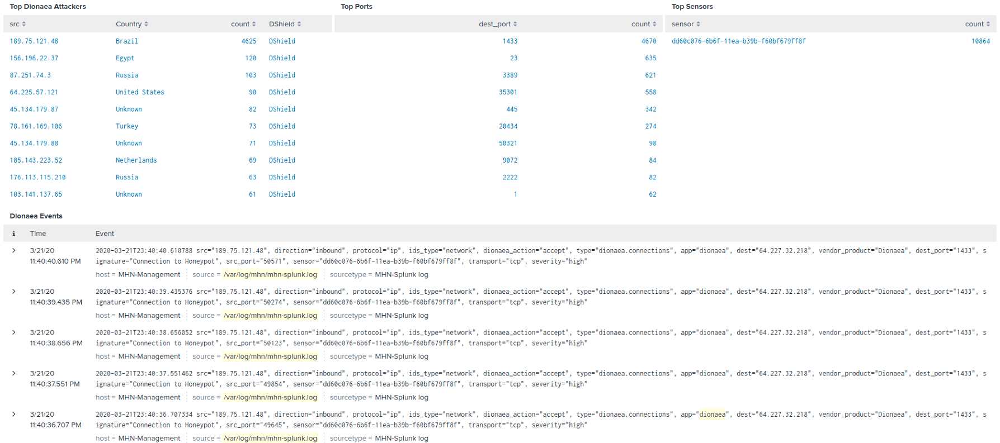 Top Dionaea Attackers Top Ports Top Sensors
src Country count DShield dest_port count sensor count
189.75.121.48 Brazil 4625 DShield 1433 4670 dd60c076-6b6f-11ea-b39b-f60bf679ff8f 10864
156.196.22.37 Egypt 120 DShield 23 635
87.251.74.3 Russia 103 DShield 3389 621
64.225.57.121 United States 90 DShield 35301 558
45.134.179.87 Unknown 82 DShield 445 342
78.161.169.106 Turkey 73 DShield 20434 274
45.134.179.88 Unknown 71 DShield 50321 98
185.143.223.52 Netherlands 69 DShield 9072 84
176.113.115.210 Russia 63 DShield 2222 82
103.141.137.65 Unknown 61 DShield 1 62
Dionaea Events
i Time Event
3/21/20 2020-03-21T23:40:40.610788 src="189.75.121.48", direction="inbound", protocol="ip", ids_type="network", dionaea_action="accept", type="dionaea.connections", app="dionaea", dest="64.227.32.218", vendor_product="Dionaea", dest_port="1433", s
11:40:40.610 PM ignature="Connection to Honeypot", src_port="50571", sensor="dd60c076-6b6f-11ea-b39b-f60bf679ff8f", transport="tcp", severity="high"
host = MHN-Management source = /var/log/mhn/mhn-splunk.log sourcetype = MHN-Splunk log
3/21/20 2020-03-21T23:40:39.435376 src="189.75.121.48", direction="inbound", protocol="ip", ids_type="network", dionaea_action="accept", type="dionaea.connections", app="dionaea", dest="64.227.32.218", vendor_product="Dionaea", dest_port="1433", s
11:40:39.435 PM ignature="Connection to Honeypot", src_port="50274", sensor="dd60c076-6b6f-11ea-b39b-f60bf679ff8f", transport="tcp", severity="high"
host = MHN-Management source = /var/log/mhn/mhn-splunk.log sourcetype = MHN-Splunk log
3/21/20 2020-03-21T23:40:38.656052 src="189.75.121.48", direction="inbound", protocol="ip", ids_type="network", dionaea_action="accept", type="dionaea.connections", app="dionaea", dest="64.227.32.218", vendor_product="Dionaea", dest_port="1433", s
11:40:38.656 PM ignature="Connection to Honeypot", src_port="50123", sensor="dd60c076-6b6f-11ea-b39b-f60bf679ff8f", transport="tcp", severity="high"
host = MHN-Management source = /var/log/mhn/mhn-splunk.log sourcetype = MHN-Splunk log
3/21/20 2020-03-21T23:40:37.551462 src="189.75.121.48", direction="inbound", protocol="ip", ids_type="network", dionaea_action="accept", type="dionaea.connections", app="dionaea", dest="64.227.32.218", vendor_product="Dionaea", dest_port="1433", s
11:40:37.551 PM ignature="Connection to Honeypot", src_port="49854", sensor="dd60c076-6b6f-11ea-b39b-f60bf679ff8f", transport="tcp", severity="high"
host = MHN-Management source = /var/log/mhn/mhn-splunk.log sourcetype = MHN-Splunk log
3/21/20 2020-03-21T23:40:36.707334 src="189.75.121.48", direction="inbound", protocol="ip", ids_type="network", dionaea_action="accept", type="dionaea.connections", app="dionaea", dest="64.227.32.218", vendor_product="Dionaea", dest_port="1433", s
11:40:36.707 PM ignature="Connection to Honeypot", src_port="49645", sensor="dd60c076-6b6f-11ea-b39b-f60bf679ff8f", transport="tcp", severity="high"
host = MHN-Management source = /var/log/mhn/mhn-splunk.log sourcetype = MHN-Splunk log